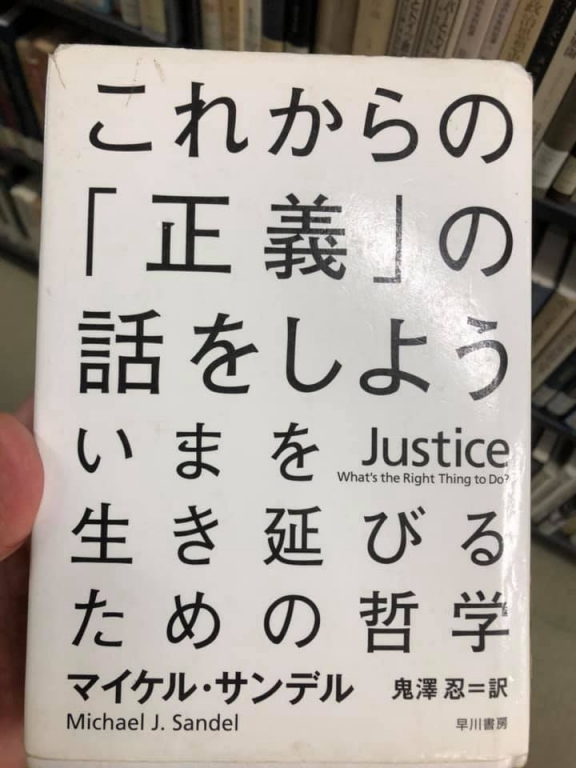 これからの
「正義」の
話をしよう
いまを
Justice
What's the Right Thing to Do?
生き延びる
ための哲学
マイケル・サンデル
Michael J. Sandel
鬼澤 忍=訳
早川書房